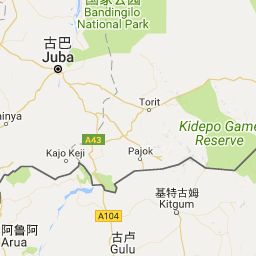 国家公园
Bandingilo
National Park
古巴
Juba
Torit
inya
Kidepo Game
Reserve
A43
Kajo Keji
Pajok
基特古姆
Kitgum
A104
阿鲁阿
Arua
古卢
Gulu